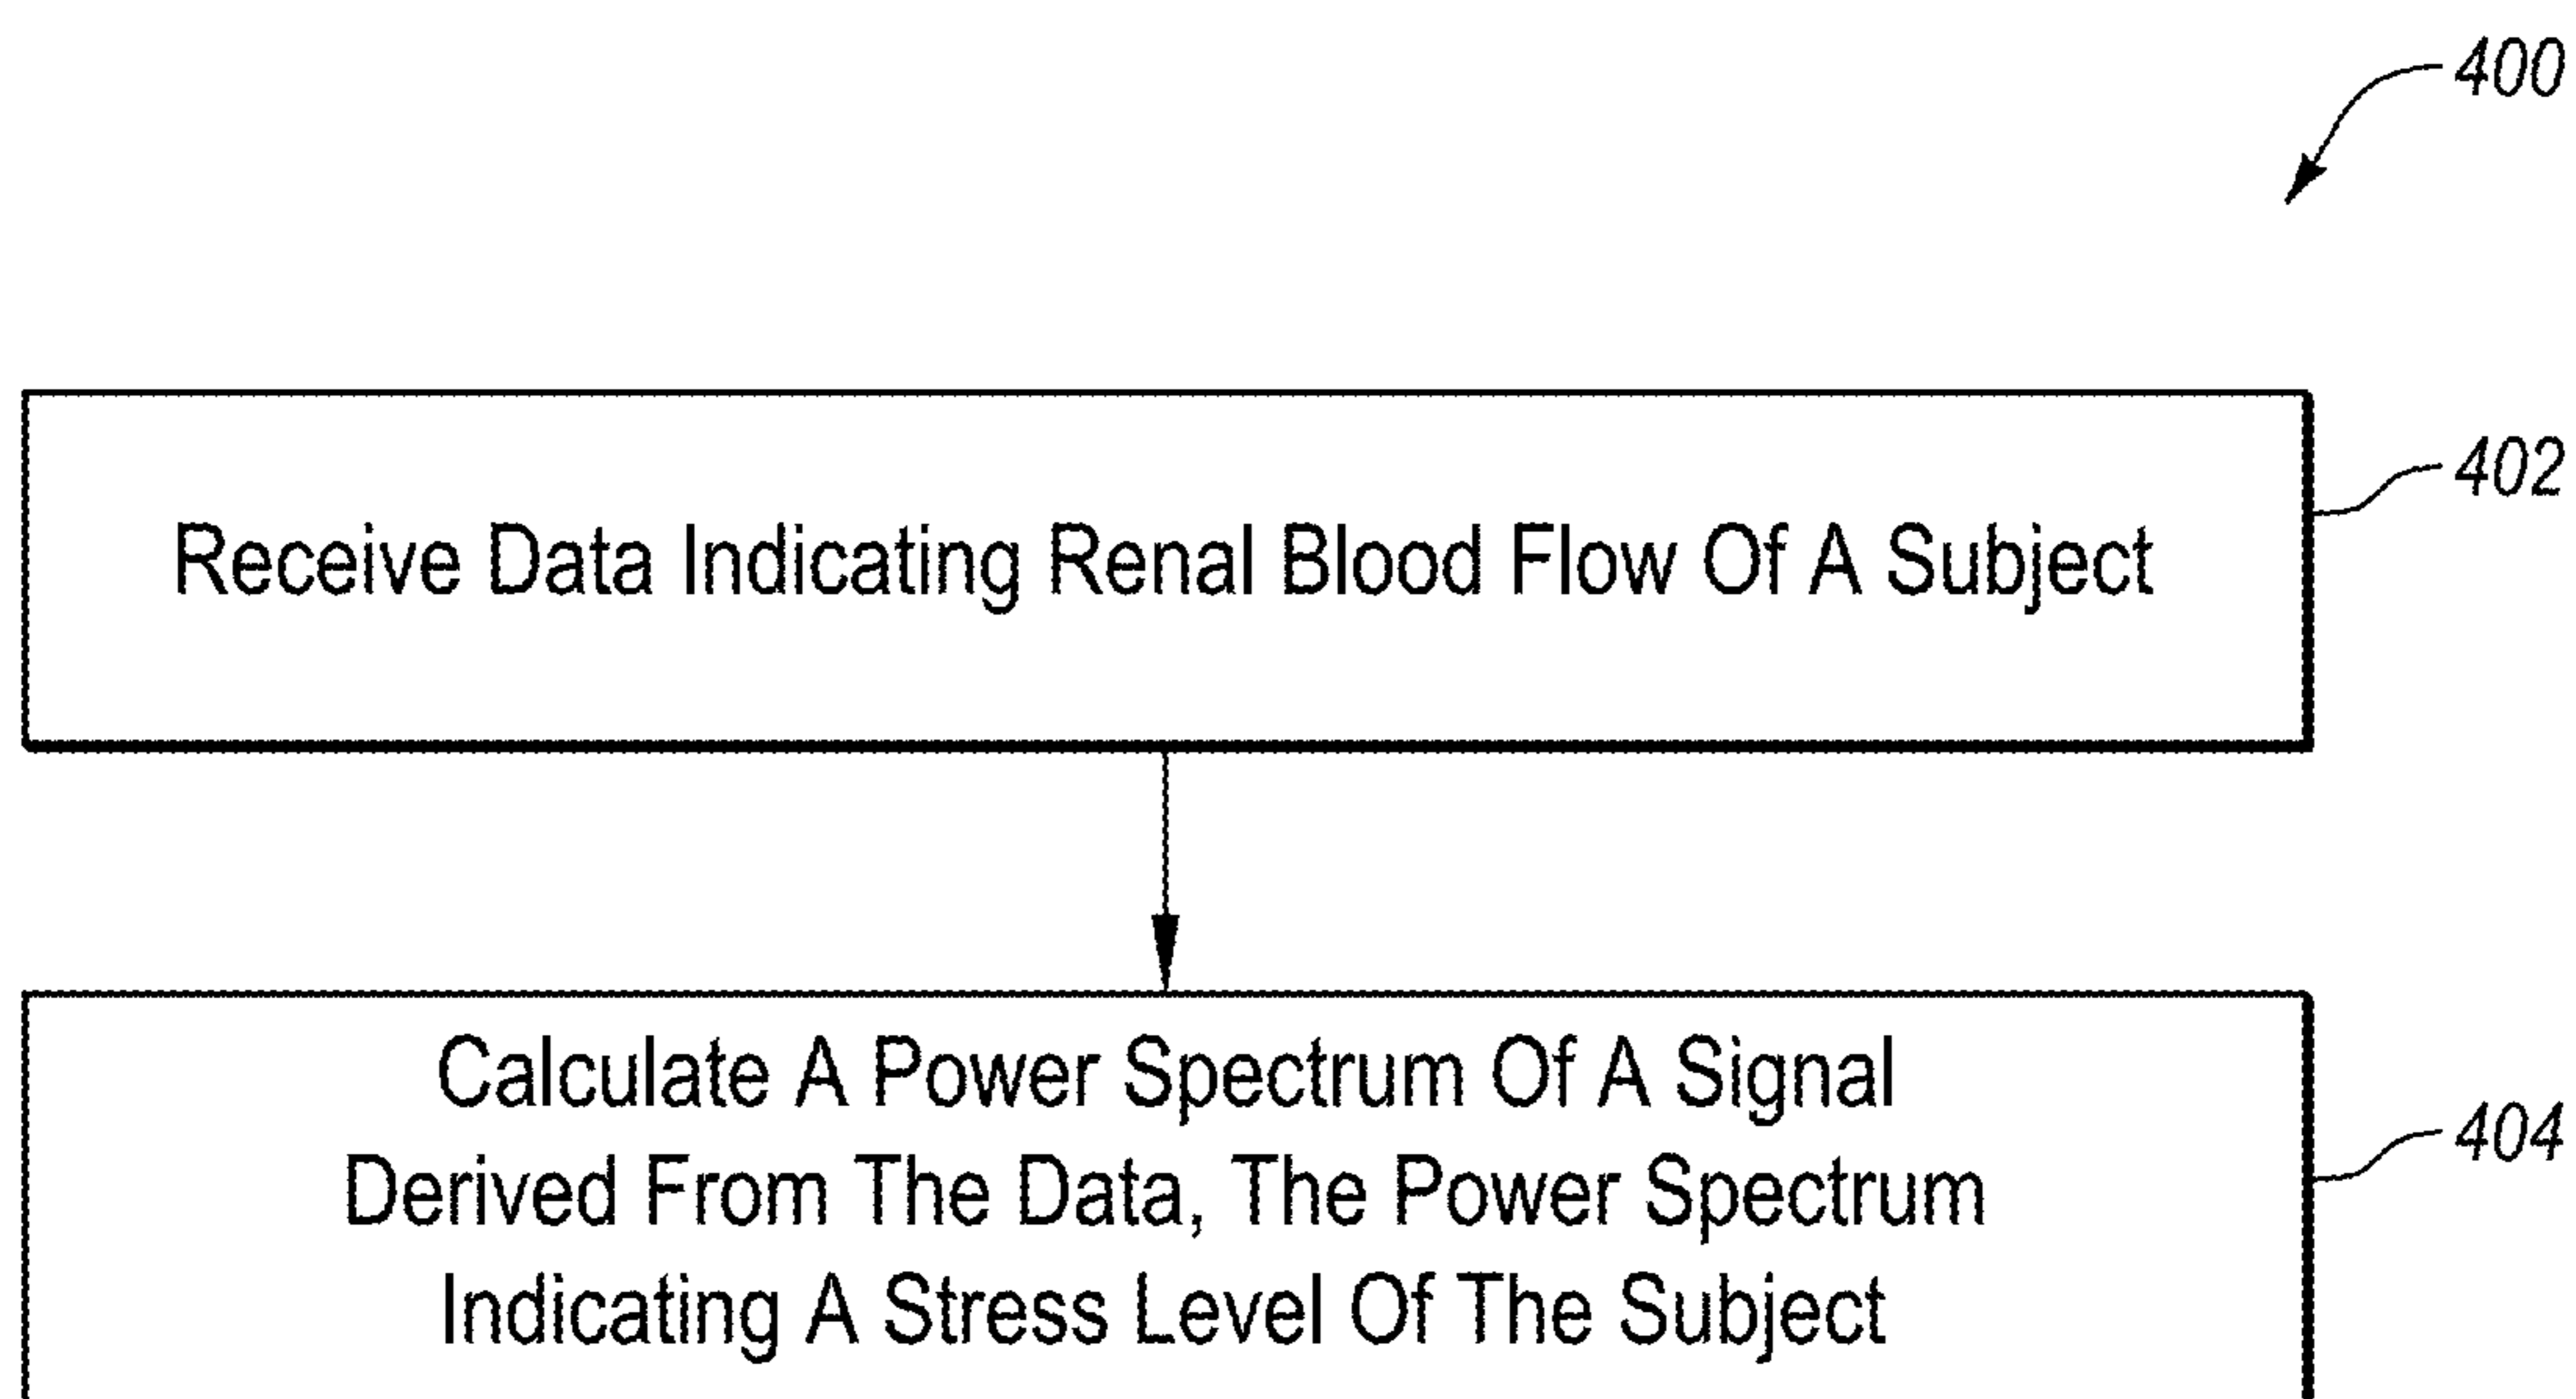 400
Receive Data Indicating Renal Blood Flow Of A Subject
402
Calculate A Power Spectrum Of A Signal
Derived From The Data, The Power Spectrum
Indicating A Stress Level Of The Subject
404